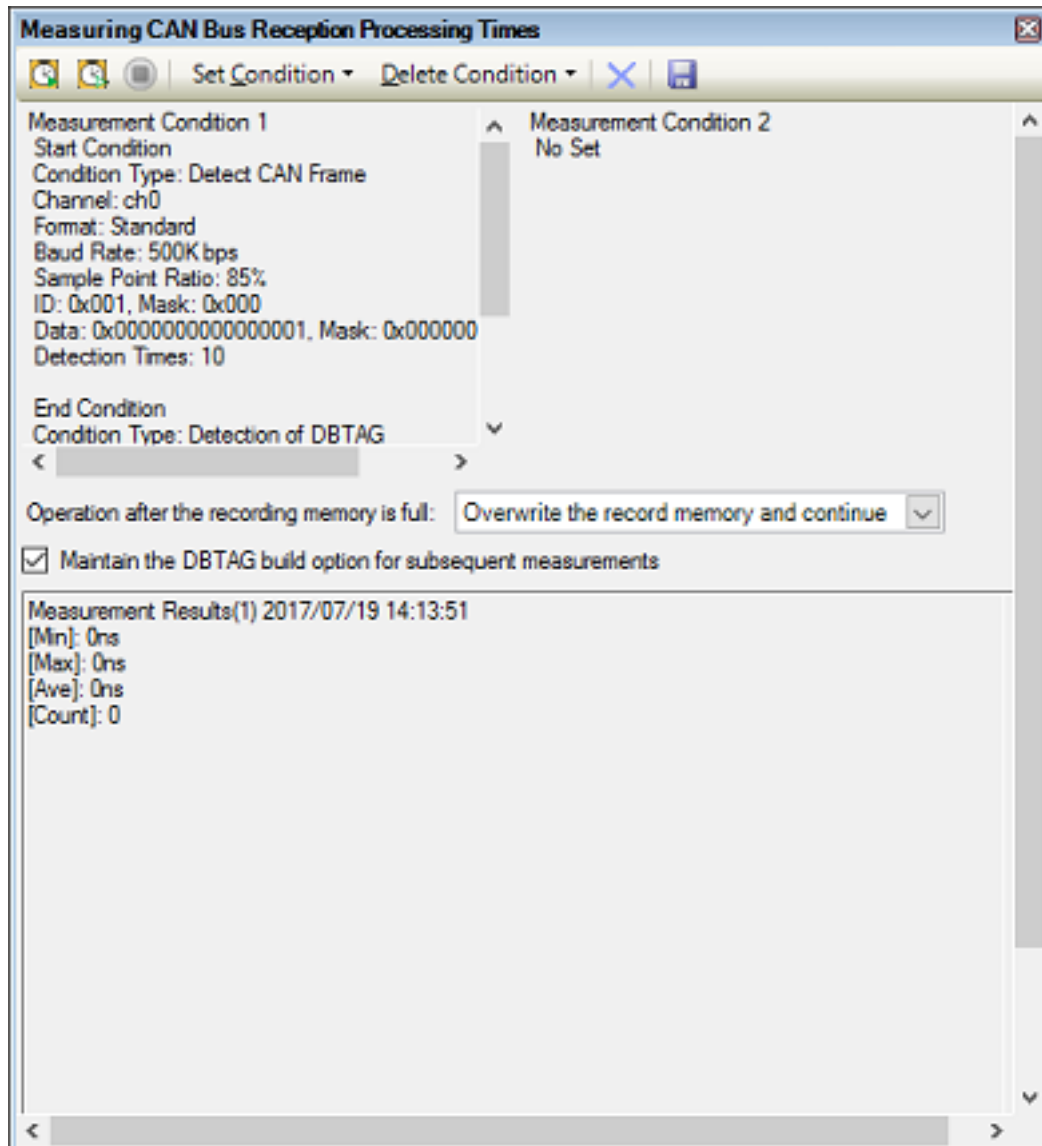 Measuring CAN Bus Reception Processing Times
Set Condition Delete Condition
Measurement Condition 1
Start Condition
Condition Type: Detect CAN Frame
Channel: ch0
Format: Standard
Baud Rate: 500K bps
Sample Point Ratio: 85%
ID: 0x001, Mask: 0x000
Data: 0x0000000000000001, Mask: 0x000000
Detection Times: 10
End Condition
Condition Type: Detection of DBTAG
Measurement Condition 2
No Set
Operation after the recording memory is full: Overwrite the record memory and continue
Maintain the DBTAG build option for subsequent measurements
Measurement Results(1) 2017/07/19 14:13:51
[Min]: 0ns
[Max]: 0ns
[Ave]: 0ns
[Count]: 0